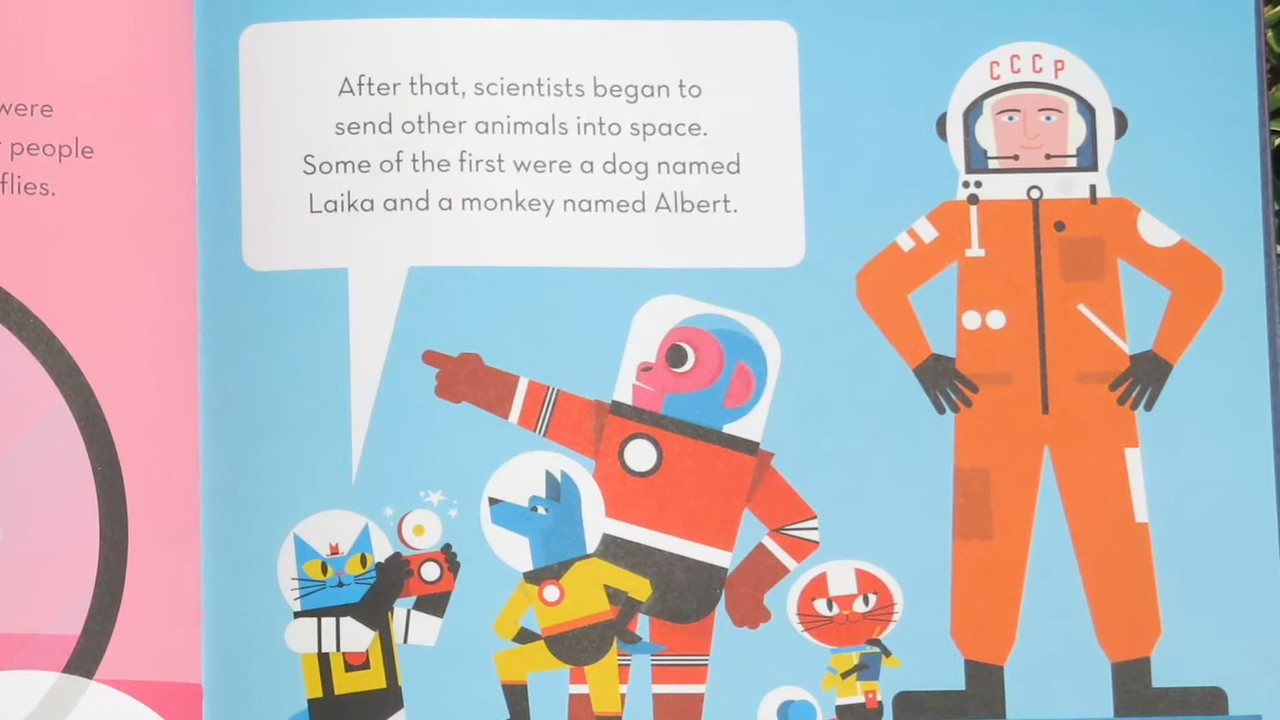 were
people
flies.
After that, scientists began to
send other animals into space.
Some of the first were a dog named
Laika and a monkey named Albert.
СССР